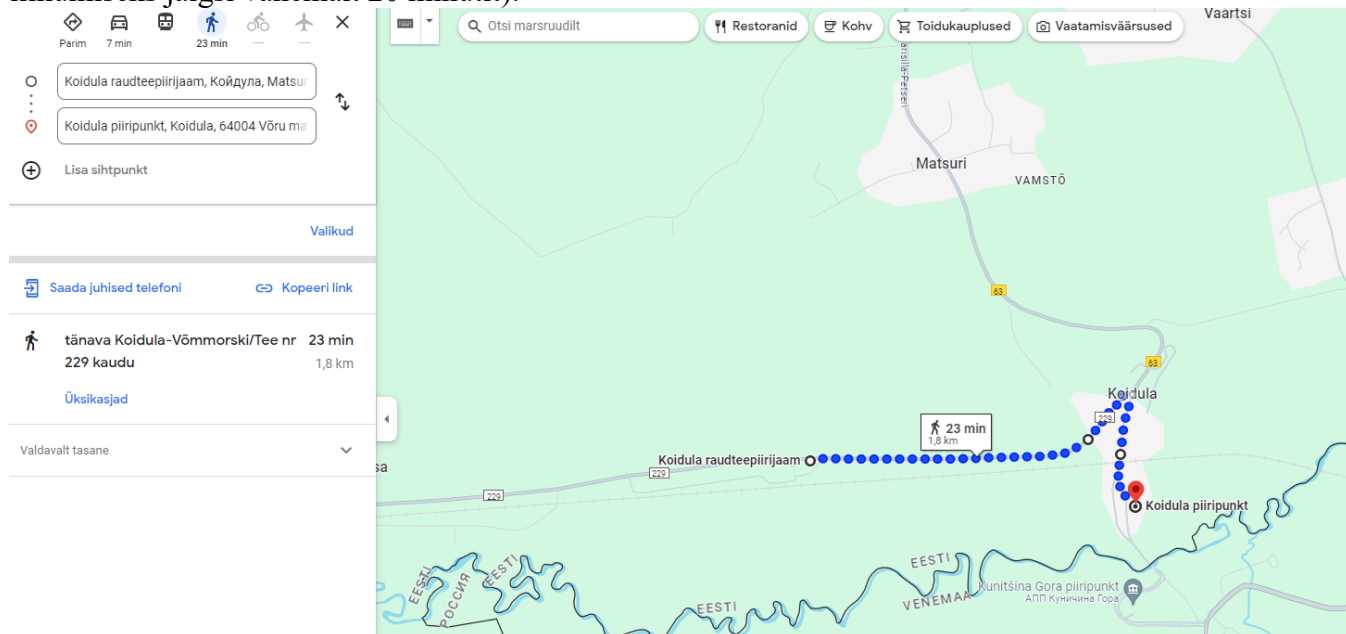 Parim
7 min
23 min
Koidula raudteepiirijaam, Койдула, Matsur
Koidula piiripunkt, Koidula, 64004 Võru ma
Lisa sihtpunkt
Valikud
Saada juhised telefoni
Kopeeri link
tänava Koidula-Võmmorski/Tee nr 23 min
229 kaudu 1,8 km
Üksikasjad
Valdavalt tasane
Otsi marsruudilt
Restoranid
Kohv
Toidukauplused
Vaatamisväärsused
Vaartsi
Matsuri
VAMSTÕ
63
63
Koidula
229
23 min
1,8 km
Koidula raudteepiirijaam
sa
229
229
Koidula piiripunkt
EESTI
РОССИЯ
EESTI
EESTI
EESTI
VENEMAA
Kunitšina Gora piiripunkt
АПП Куничина Гора